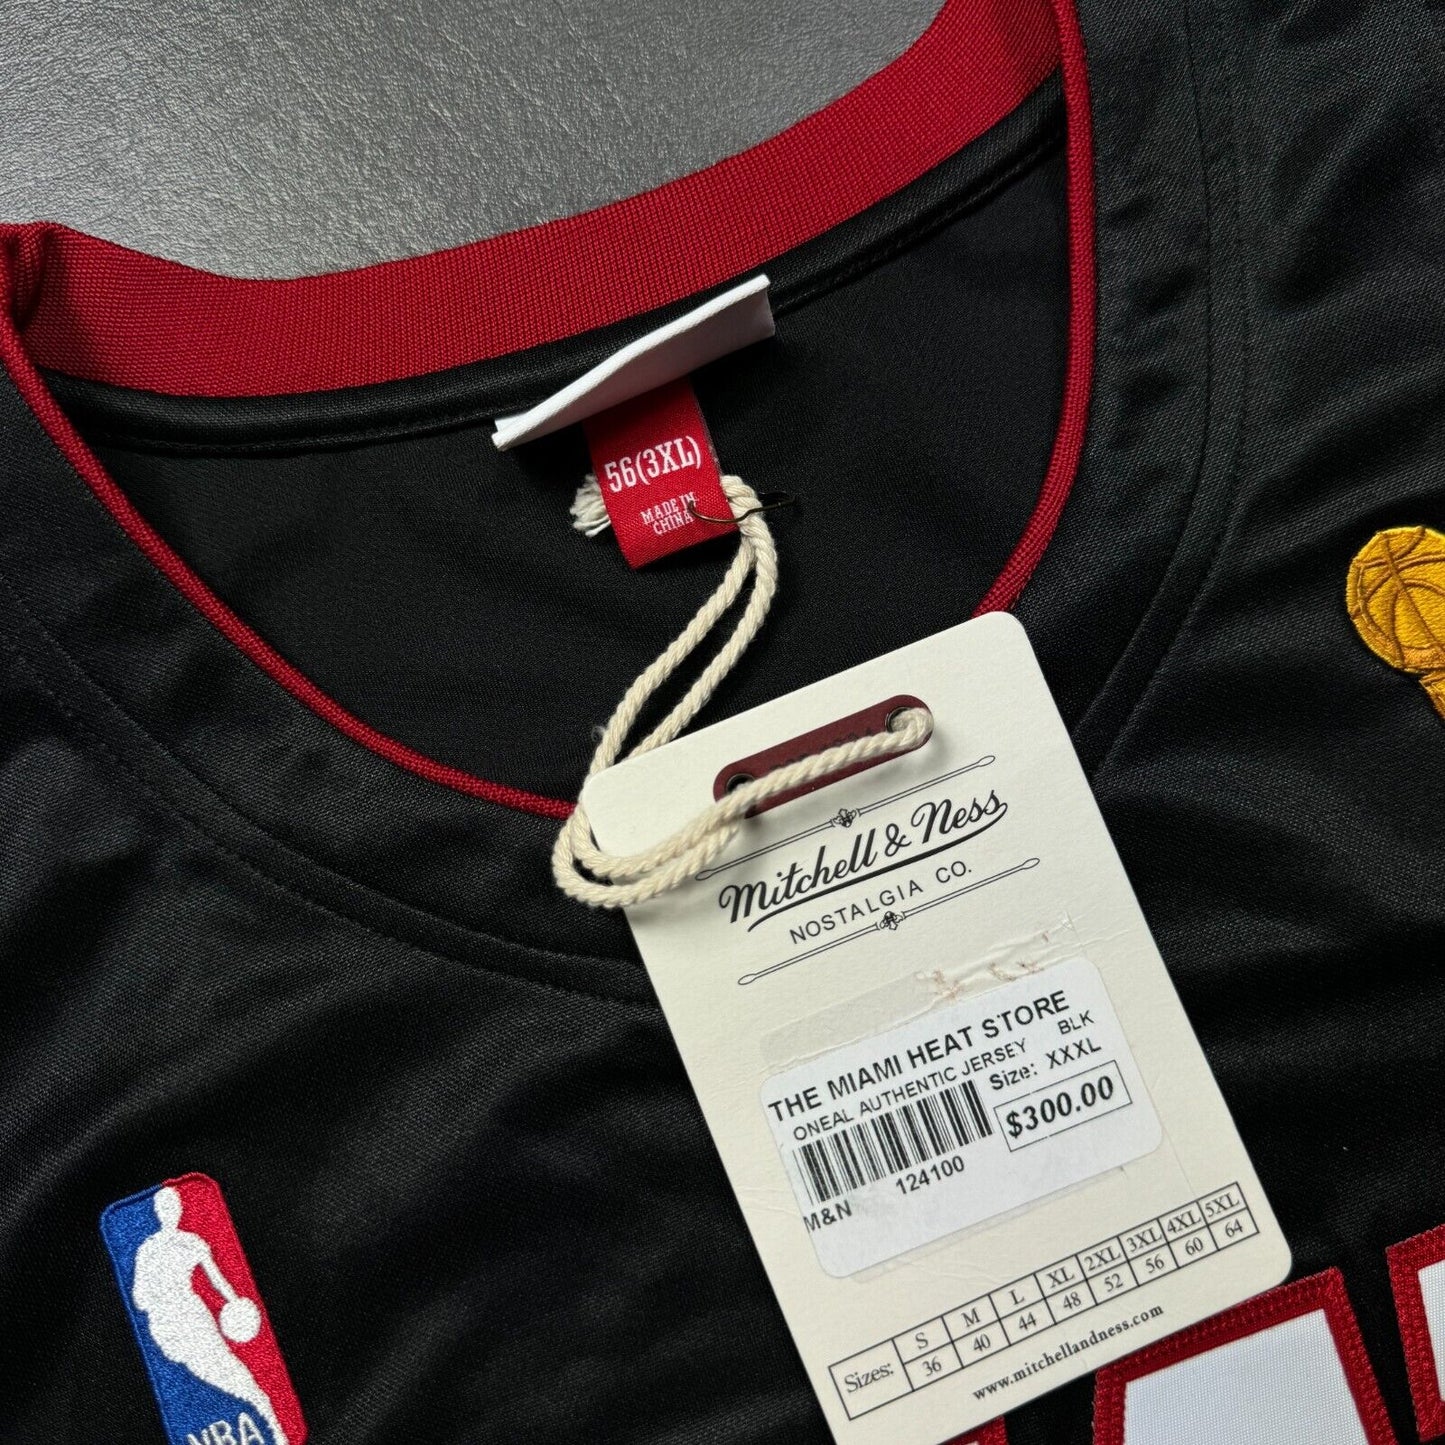 56(3XL)
MADE IN
CHINA
Mitchell & Ness
NOSTALGIA CO.
THE MIAMI HEAT STORE
ONEAL AUTHENTIC JERSEY BLK
Size: XXXL
$300.00
124100
M&N
Sizes: S M L XL 2XL 3XL 4XL 5XL
36 40 44 48 52 56 60 64
www.mitchellandness.com
NBA